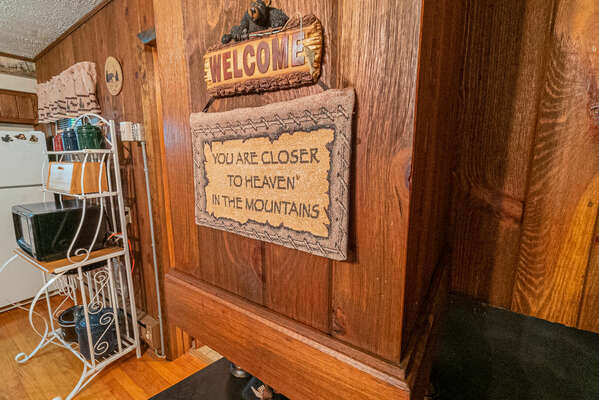 WELCOME
YOU ARE CLOSER
TO HEAVEN"
IN THE MOUNTAINS